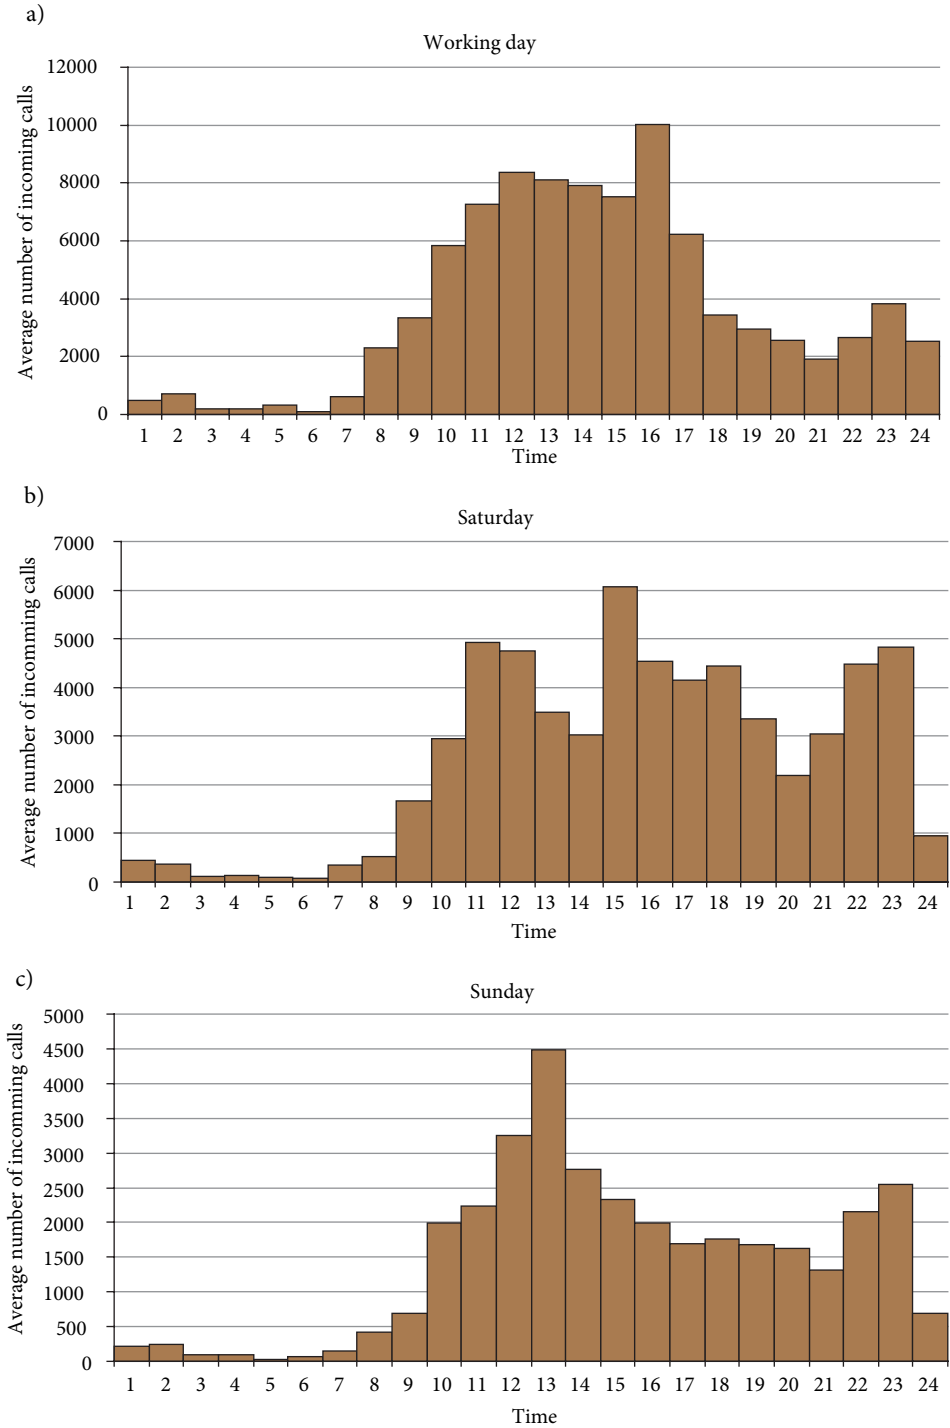 a)
Working day
Average number of incoming calls
12000
10000
8000
6000
4000
2000
0
1 2 3 4 5 6 7 8 9 10 11 12 13 14 15 16 17 18 19 20 21 22 23 24
Time
b)
Saturday
Average number of incomming calls
7000
6000
5000
4000
3000
2000
1000
0
1 2 3 4 5 6 7 8 9 10 11 12 13 14 15 16 17 18 19 20 21 22 23 24
Time
c)
Sunday
Average number of incomming calls
5000
4500
4000
3500
3000
2500
2000
1500
1000
500
0
1 2 3 4 5 6 7 8 9 10 11 12 13 14 15 16 17 18 19 20 21 22 23 24
Time